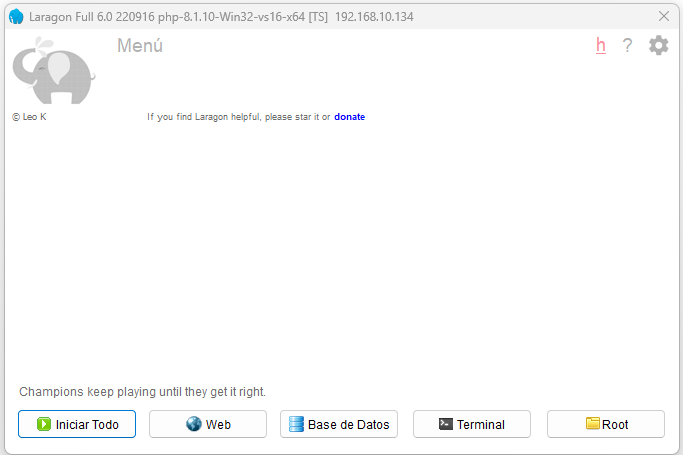 Laragon Full 6.0 220916 php-8.1.10-Win32-vs16-x64 [TS] 192.168.10.134
Menú
h ?
© Leo K
If you find Laragon helpful, please star it or donate
Champions keep playing until they get it right.
Iniciar Todo
Web
Base de Datos
Terminal
Root